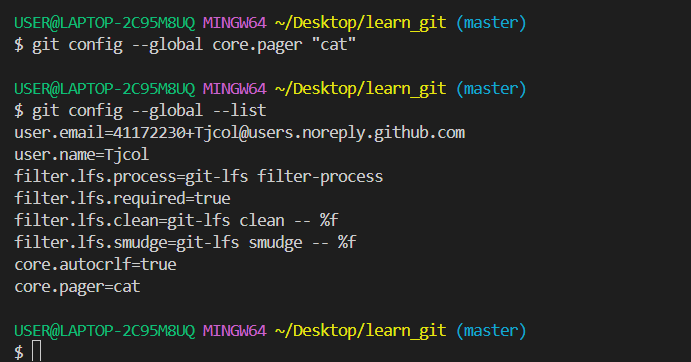 USER@LAPTOP-2C95M8UQ MINGW64 ~/Desktop/learn_git (master)
$ git config --global core.pager "cat"
USER@LAPTOP-2C95M8UQ MINGW64 ~/Desktop/learn_git (master)
$ git config --global --list
user.email=41172230+Tjcol@users.noreply.github.com
user.name=Tjcol
filter.lfs.process=git-lfs filter-process
filter.lfs.required=true
filter.lfs.clean=git-lfs clean -- %f
filter.lfs.smudge=git-lfs smudge -- %f
core.autocrlf=true
core.pager=cat
USER@LAPTOP-2C95M8UQ MINGW64 ~/Desktop/learn_git (master)
$